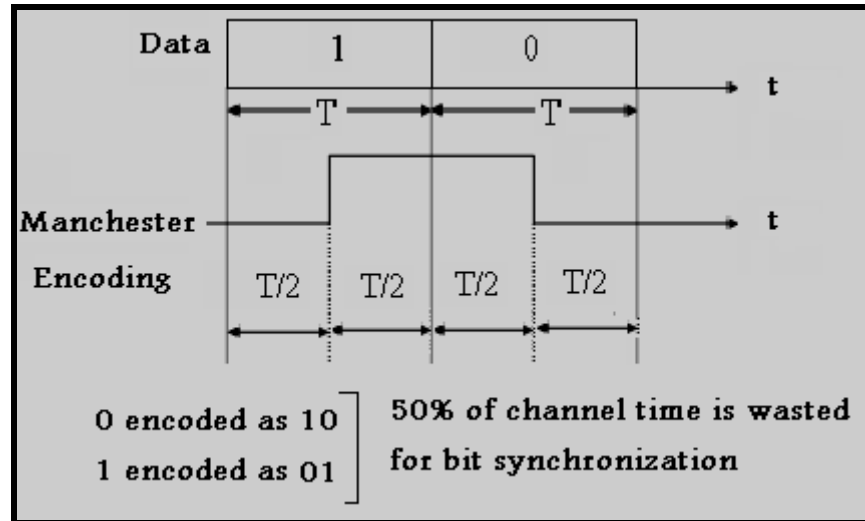 Data 1 0
t
T T
Manchester t
Encoding T/2 T/2 T/2 T/2
0 encoded as 10 50% of channel time is wasted
1 encoded as 01 for bit synchronization